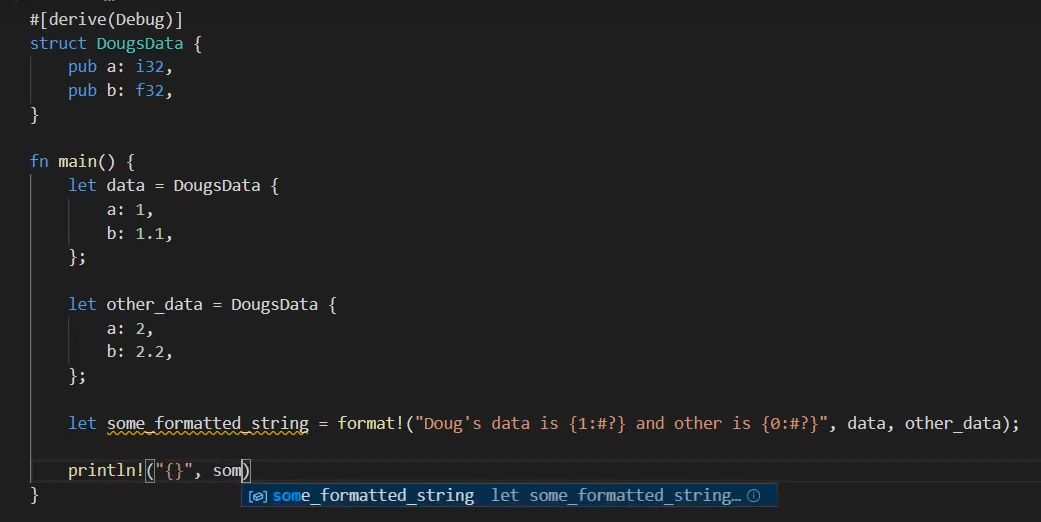 #[derive(Debug)]
struct DougsData {
    pub a: i32,
    pub b: f32,
}

fn main() {
    let data = DougsData {
        a: 1,
        b: 1.1,
    };

    let other_data = DougsData {
        a: 2,
        b: 2.2,
    };

    let some_formatted_string = format!("Doug's data is {1:#?} and other is {0:#?}", data, other_data);

    println!("{}", som)
some_formatted_string let some_formatted_string…
}